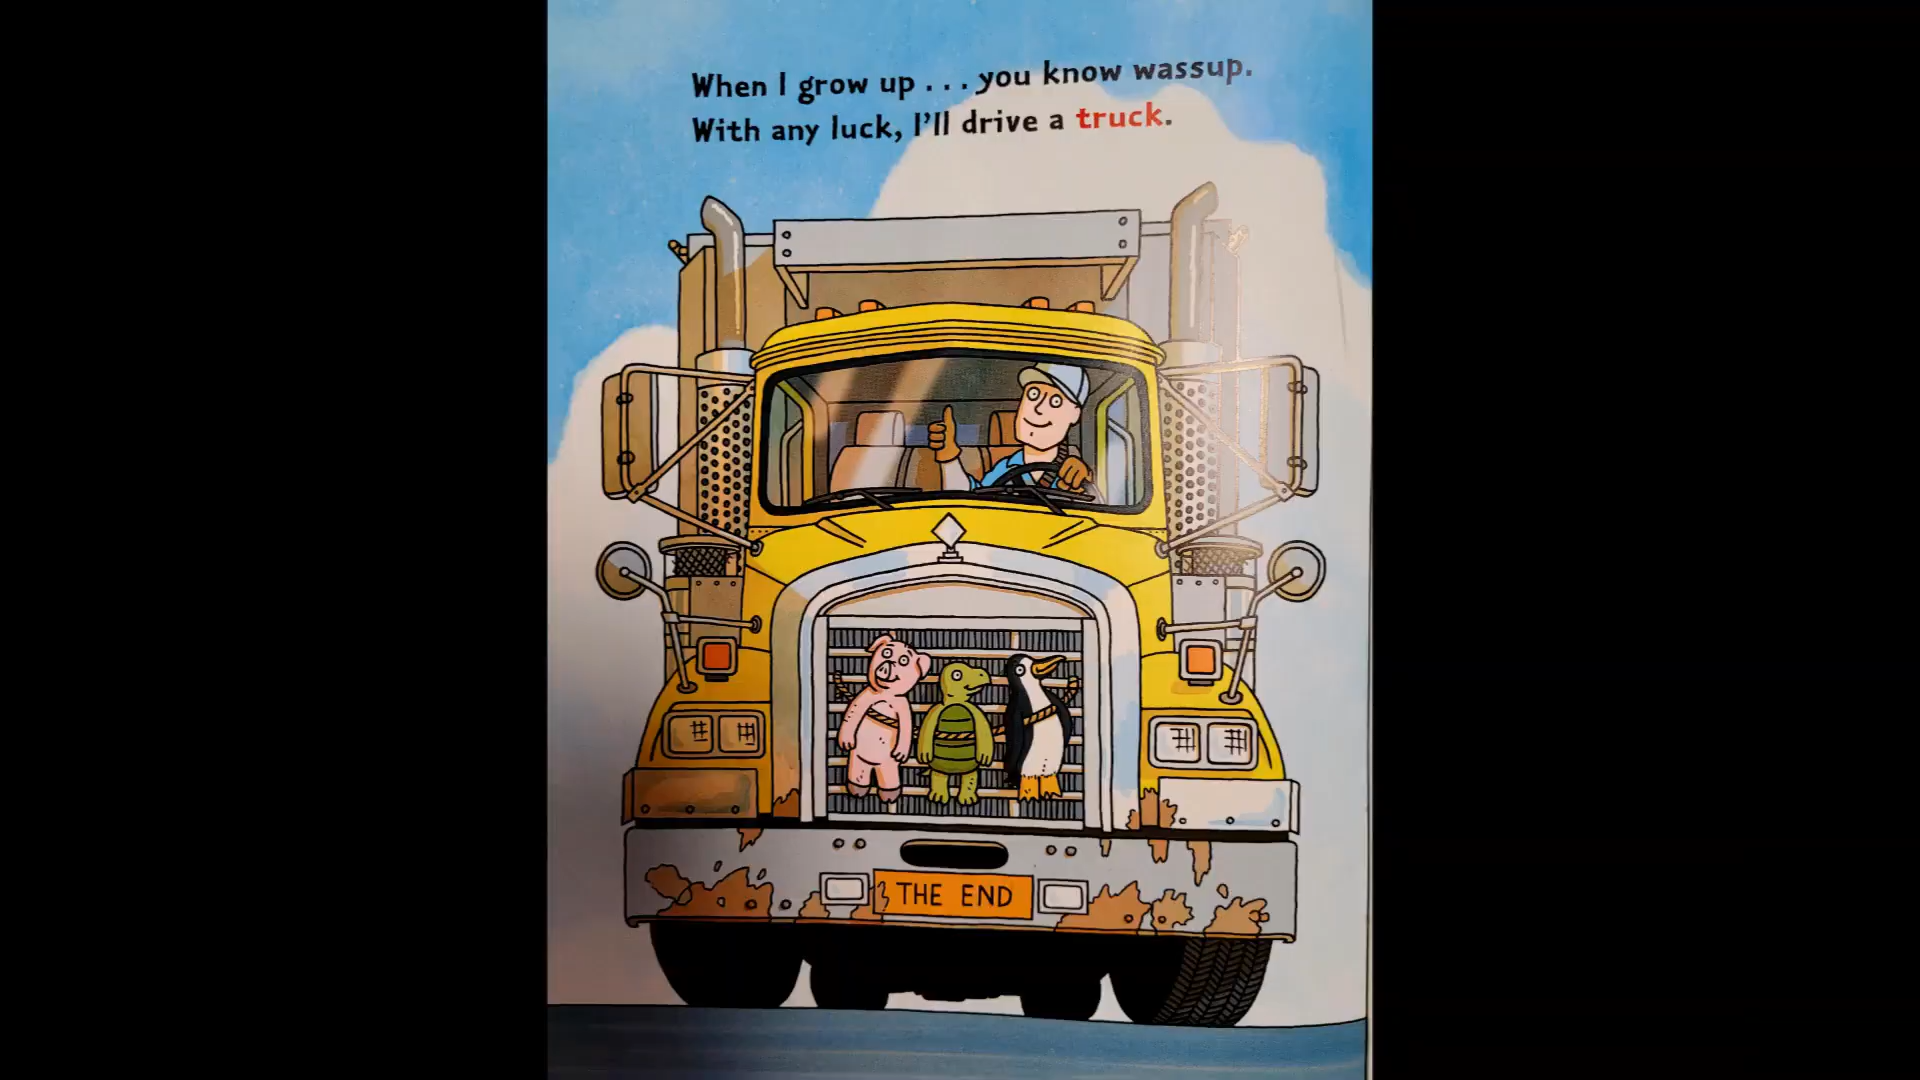 When I grow up . . . you know wassup.
With any luck, I'll drive a truck.
THE END